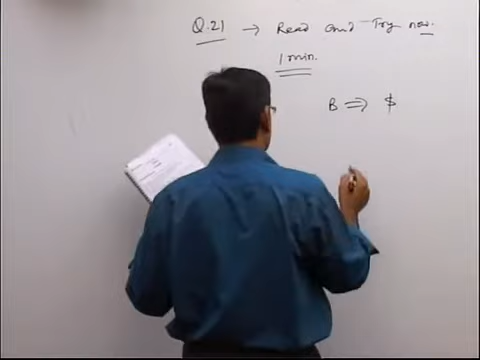 Q.21 → Read and Try now.
1 min.
B ⇒ $